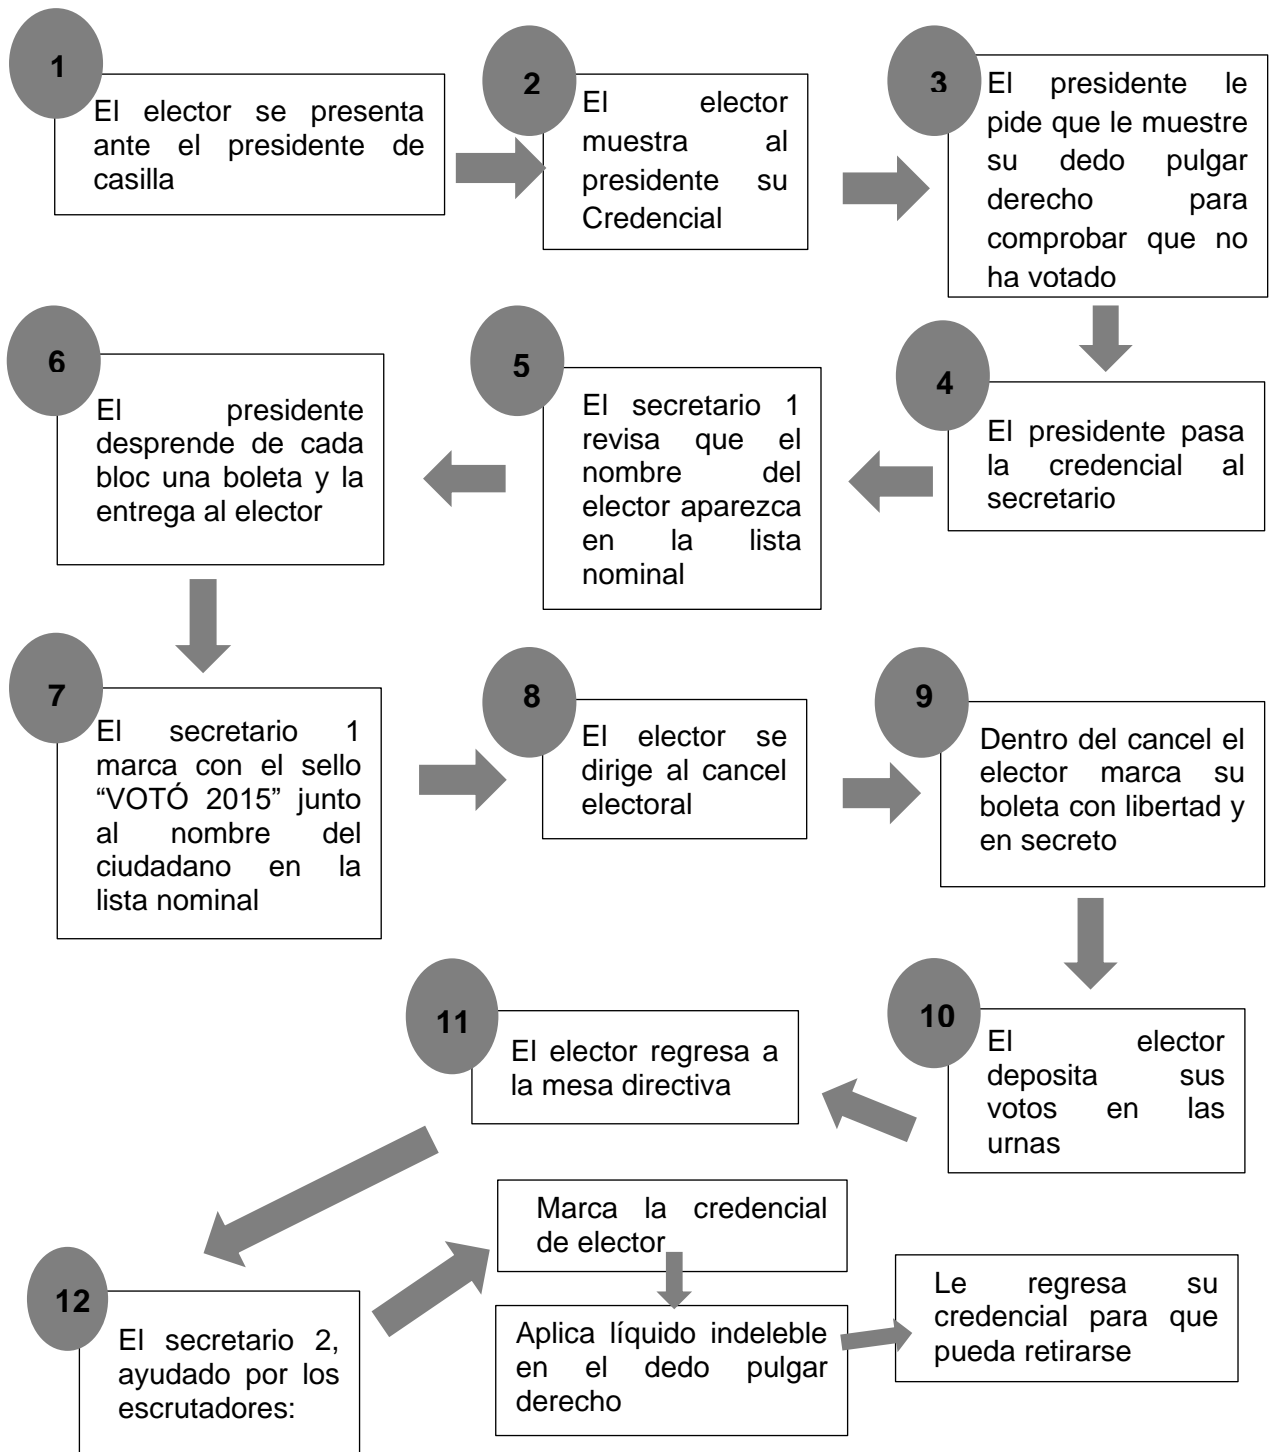 1
El elector se presenta
ante el presidente de
casilla
2
El elector
muestra al
presidente su
Credencial
3
El presidente le
pide que le muestre
su dedo pulgar
derecho para
comprobar que no
ha votado
4
El presidente pasa
la credencial al
secretario
5
El secretario 1
revisa que el
nombre del
elector aparezca
en la lista
nominal
6
El presidente
desprende de cada
bloc una boleta y la
entrega al elector
7
El secretario 1
marca con el sello
“VOTÓ 2015” junto
al nombre del
ciudadano en la
lista nominal
8
El elector se
dirige al cancel
electoral
9
Dentro del cancel el
elector marca su
boleta con libertad y
en secreto
10
El elector
deposita sus
votos en las
urnas
11
El elector regresa a
la mesa directiva
12
El secretario 2,
ayudado por los
escrutadores:
Marca la credencial
de elector
Aplica líquido indeleble
en el dedo pulgar
derecho
Le regresa su
credencial para que
pueda retirarse